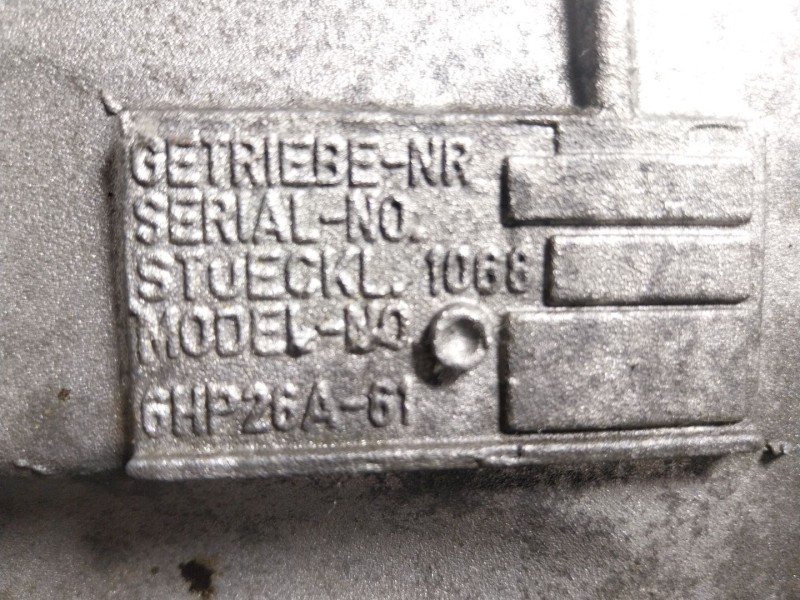 GETRIEBE-NR
SERIAL-NO.
STUECKL. 1068
MODEL-NO
6HP26A-61